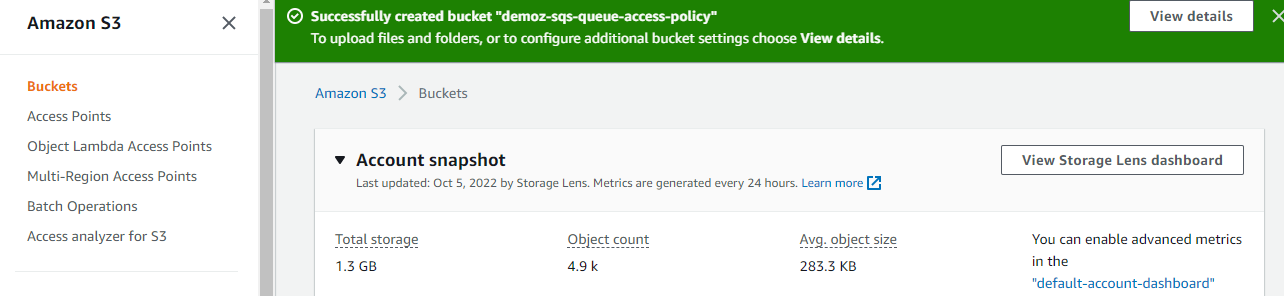 Amazon S3
Buckets
Access Points
Object Lambda Access Points
Multi-Region Access Points
Batch Operations
Access analyzer for S3
Successfully created bucket "demoz-sqs-queue-access-policy"
To upload files and folders, or to configure additional bucket settings choose View details.
View details
Amazon S3 > Buckets
Account snapshot
Last updated: Oct 5, 2022 by Storage Lens. Metrics are generated every 24 hours. Learn more
View Storage Lens dashboard
Total storage
1.3 GB
Object count
4.9 k
Avg. object size
283.3 KB
You can enable advanced metrics
in the
"default-account-dashboard"